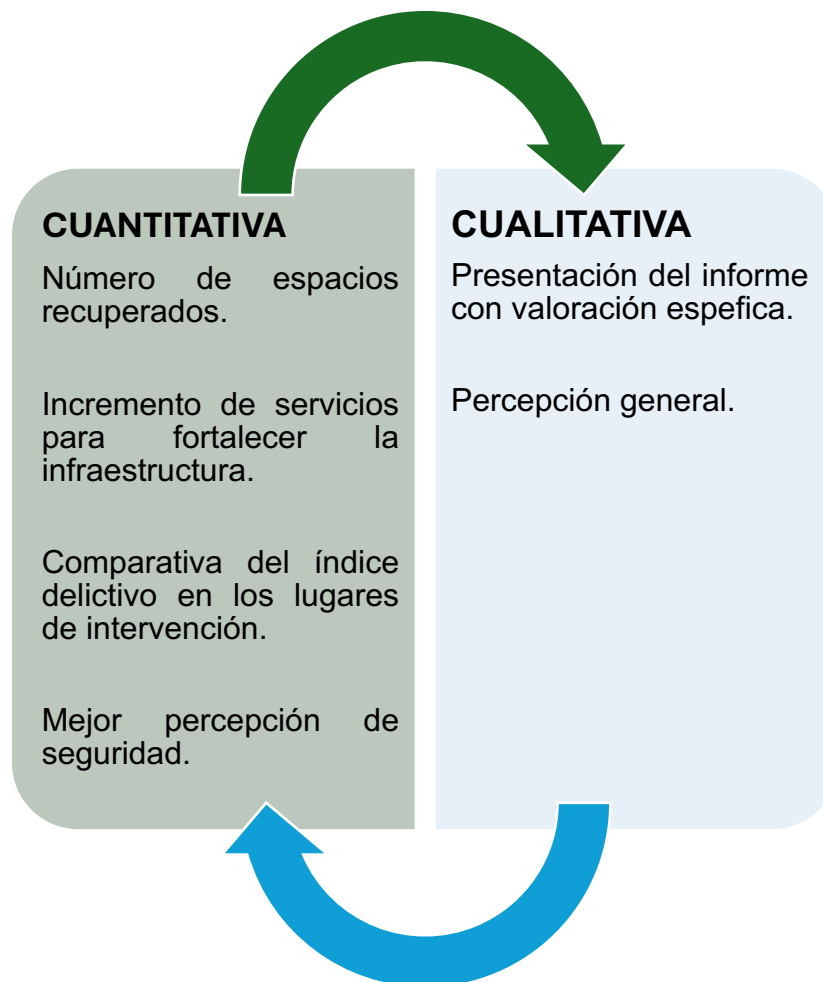 CUANTITATIVA
Número de espacios
recuperados.
Incremento de servicios
para fortalecer la
infraestructura.
Comparativa del índice
delictivo en los lugares
de intervención.
Mejor percepción de
seguridad.
CUALITATIVA
Presentación del informe
con valoración espefica.
Percepción general.